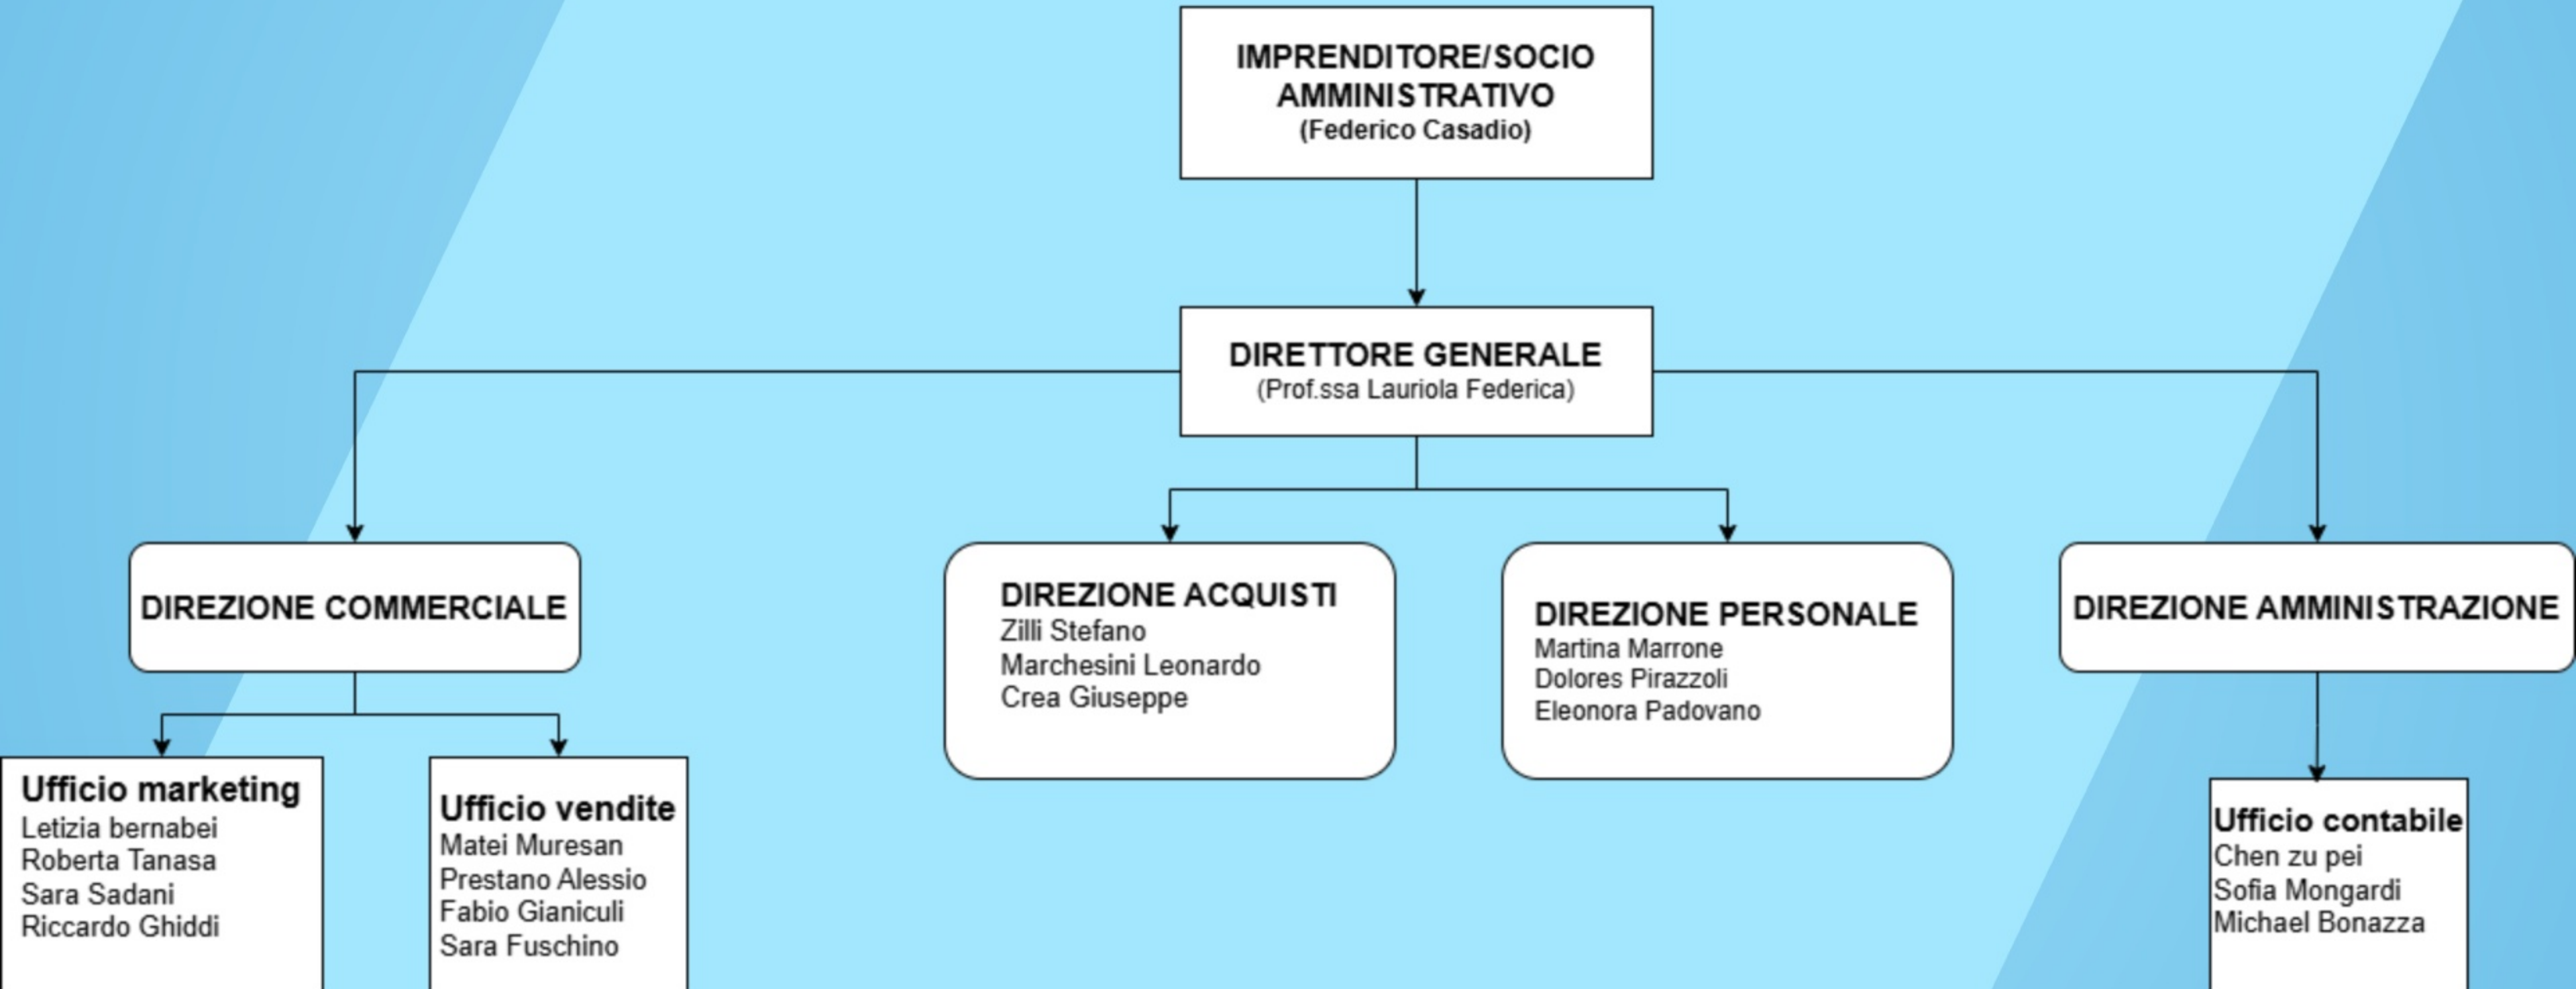 IMPRENDITORE/SOCIO
AMMINISTRATIVO
(Federico Casadio)
DIRETTORE GENERALE
(Prof.ssa Lauriola Federica)
DIREZIONE COMMERCIALE
DIREZIONE ACQUISTI
Zilli Stefano
Marchesini Leonardo
Crea Giuseppe
DIREZIONE PERSONALE
Martina Marrone
Dolores Pirazzoli
Eleonora Padovano
DIREZIONE AMMINISTRAZIONE
Ufficio marketing
Letizia bernabei
Roberta Tanasa
Sara Sadani
Riccardo Ghiddi
Ufficio vendite
Matei Muresan
Prestano Alessio
Fabio Gianiculi
Sara Fuschino
Ufficio contabile
Chen zu pei
Sofia Mongardi
Michael Bonazza